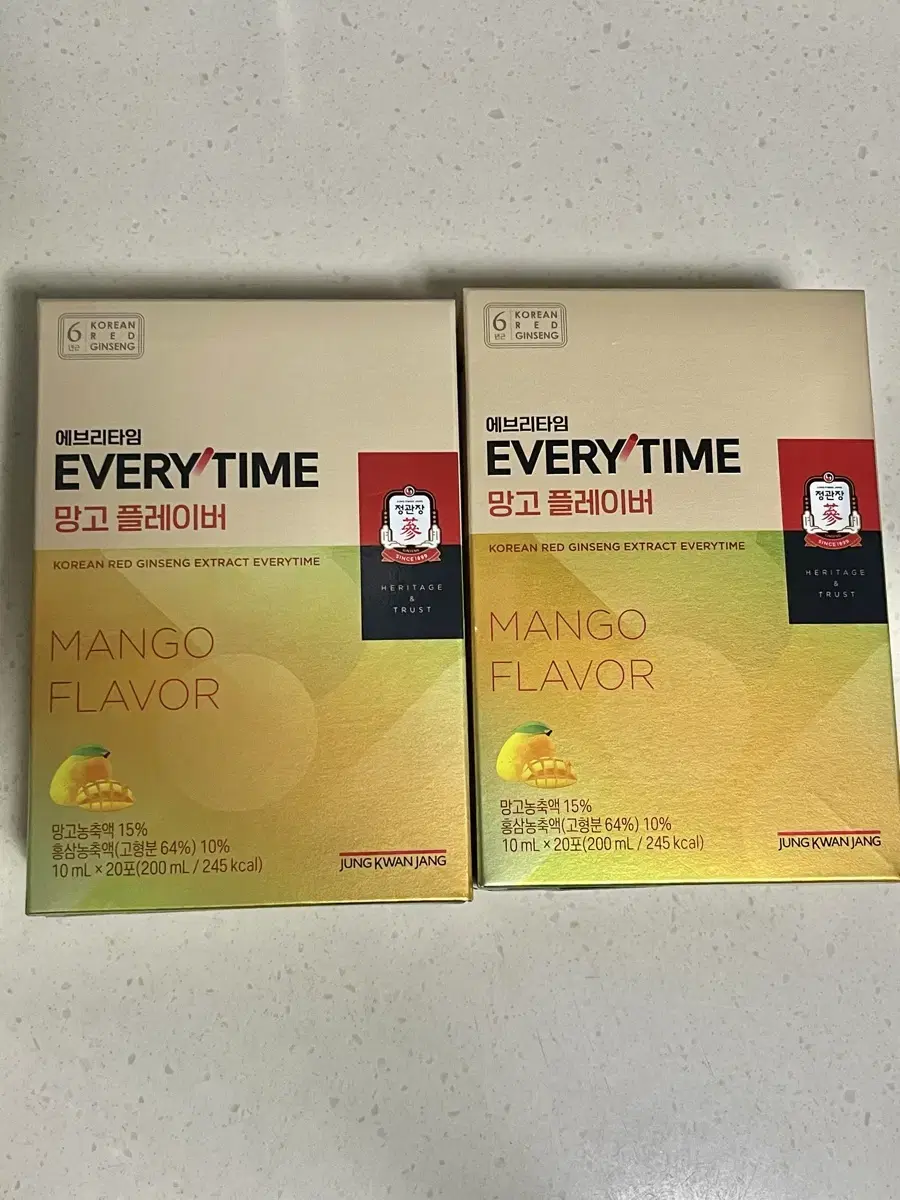 6년근
KOREAN
RED
GINSENG
에브리타임
EVERY'TIME
망고 플레이버
KOREAN RED GINSENG EXTRACT EVERYTIME
정관장
蔘
SINCE 1899
HERITAGE
&
TRUST
MANGO
FLAVOR
망고농축액 15%
홍삼농축액(고형분 64%) 10%
10 mL × 20포(200 mL / 245 kcal)
JUNG KWAN JANG
6년근
KOREAN
RED
GINSENG
에브리타임
EVERY'TIME
망고 플레이버
KOREAN RED GINSENG EXTRACT EVERYTIME
정관장
蔘
SINCE 1899
HERITAGE
&
TRUST
MANGO
FLAVOR
망고농축액 15%
홍삼농축액(고형분 64%) 10%
10 mL × 20포(200 mL / 245 kcal)
JUNG KWAN JANG